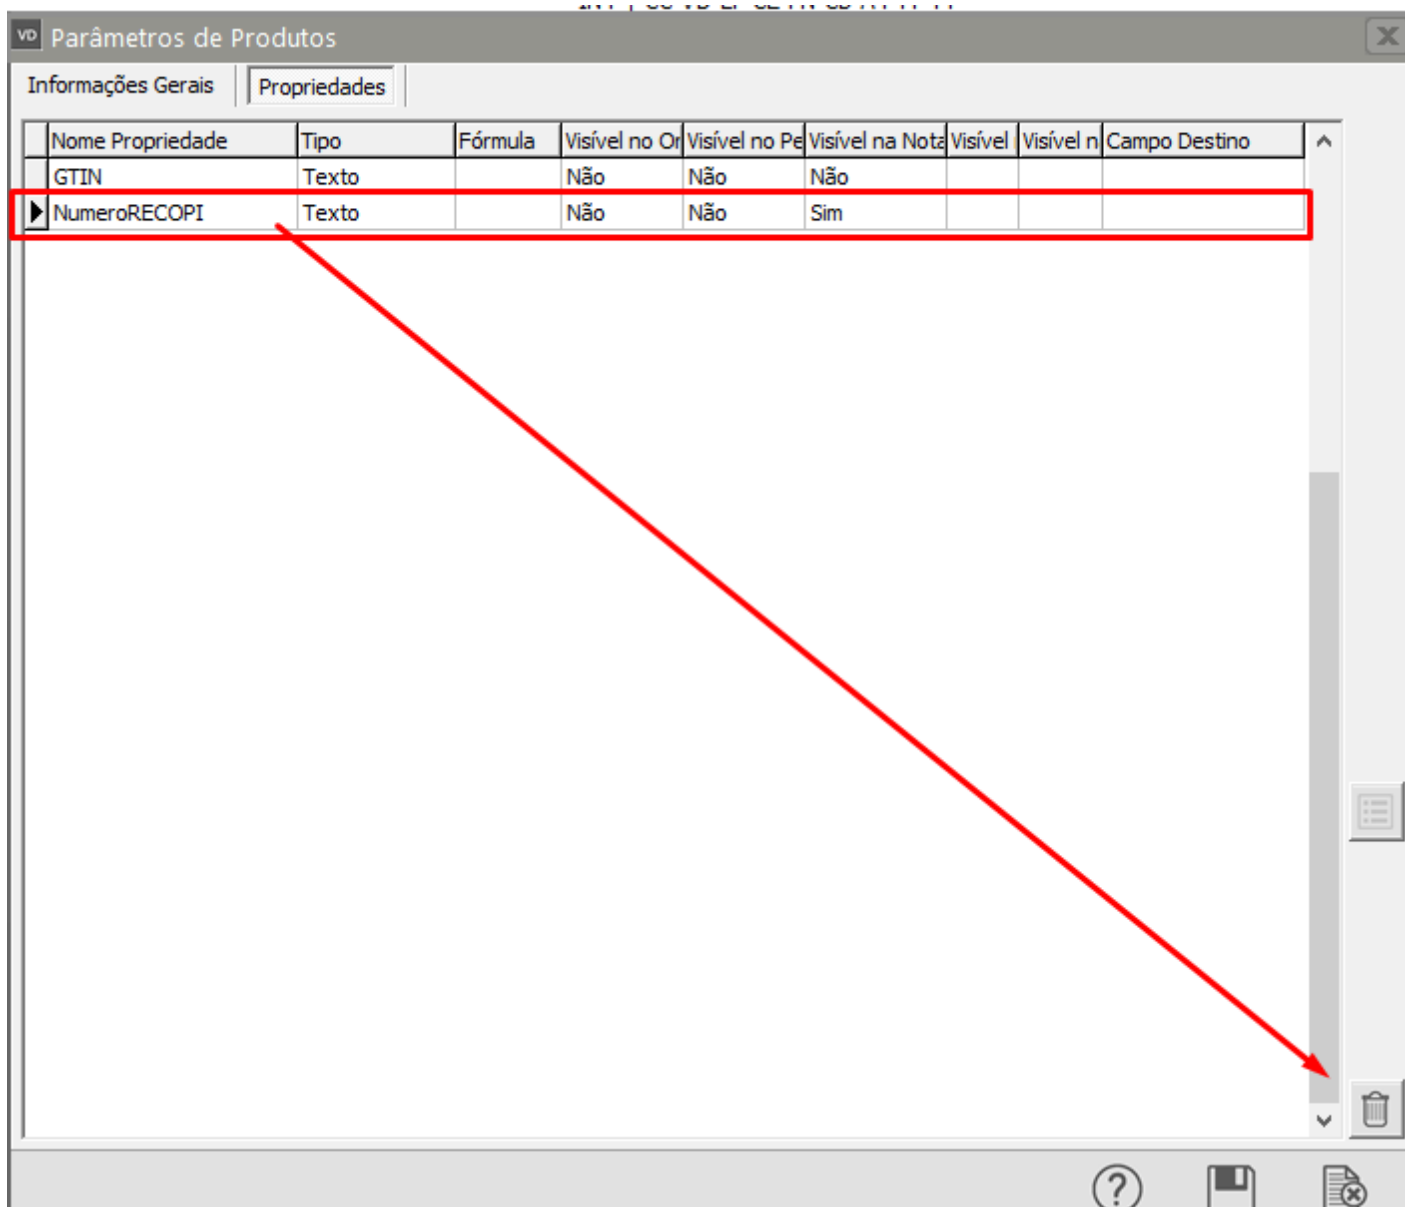 VD Parâmetros de Produtos
Informações Gerais Propriedades
Nome Propriedade Tipo Fórmula Visível no Or Visível no Pe Visível na Nota Visível Visível n Campo Destino
GTIN Texto Não Não Não
NumeroRECOPI Texto Não Não Sim